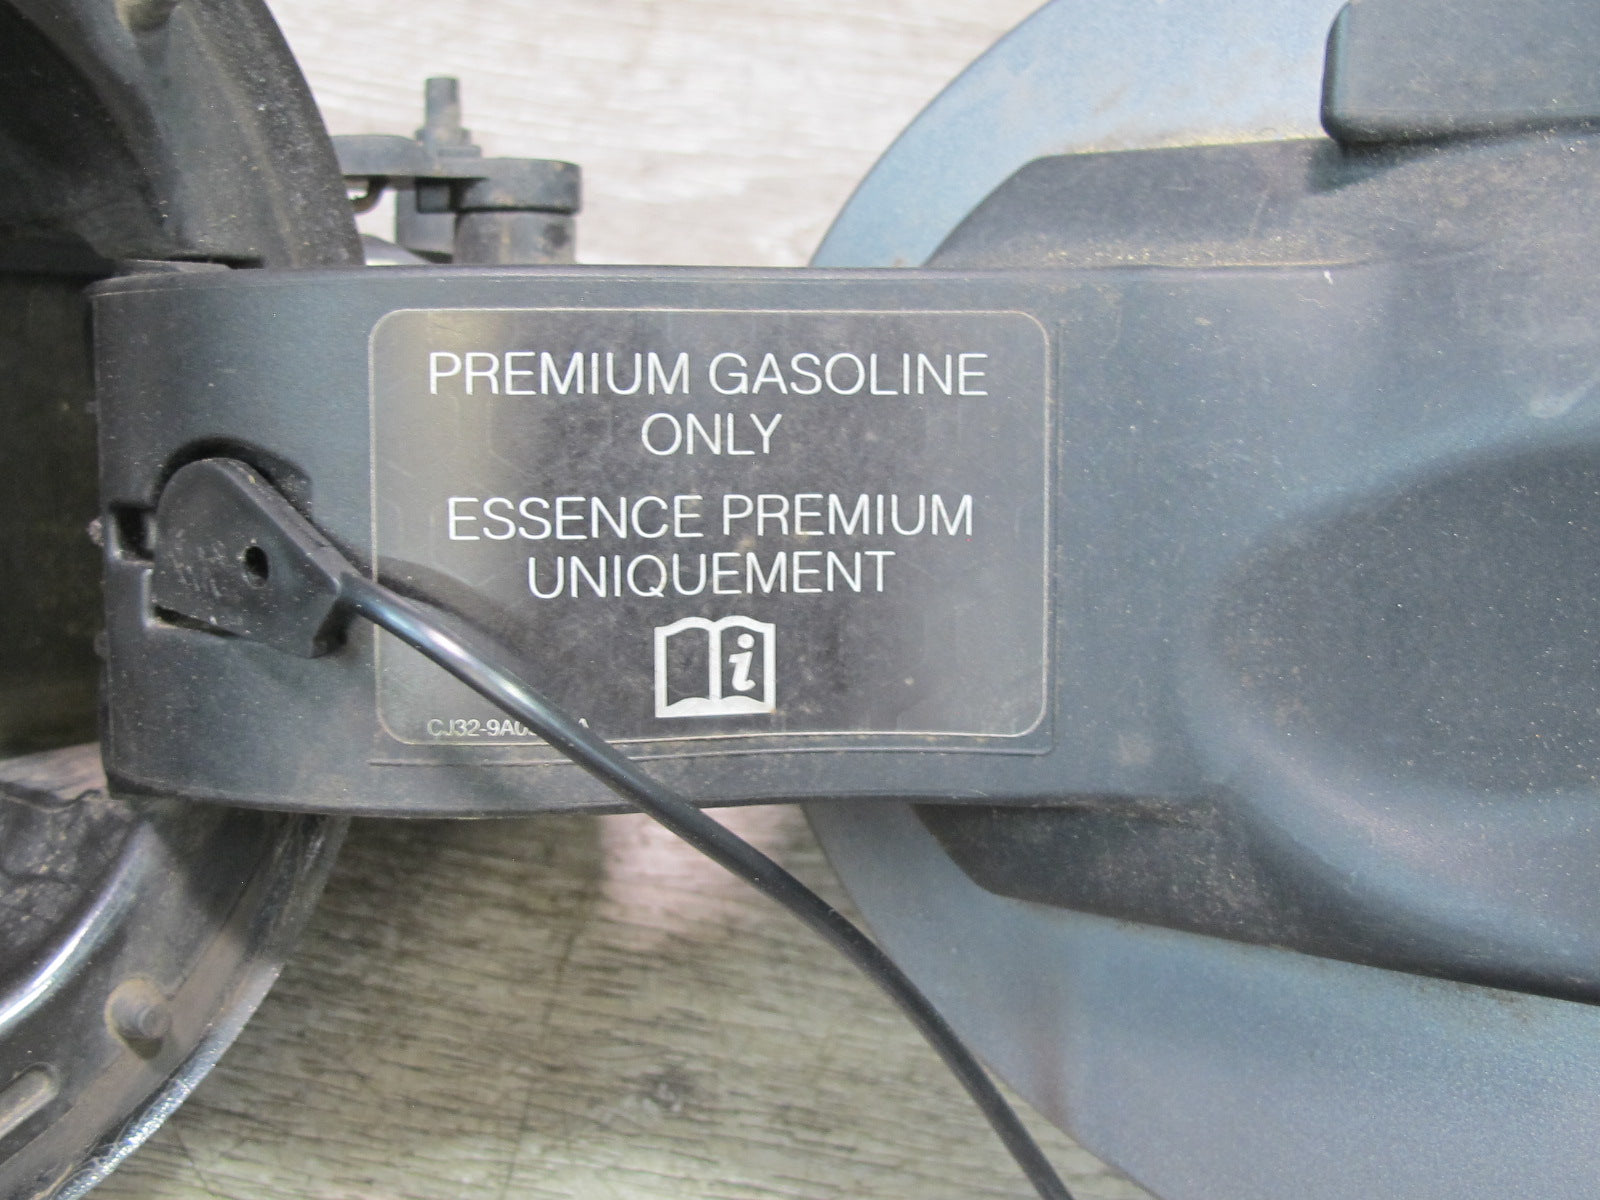 PREMIUM GASOLINE
ONLY
ESSENCE PREMIUM
UNIQUEMENT
i